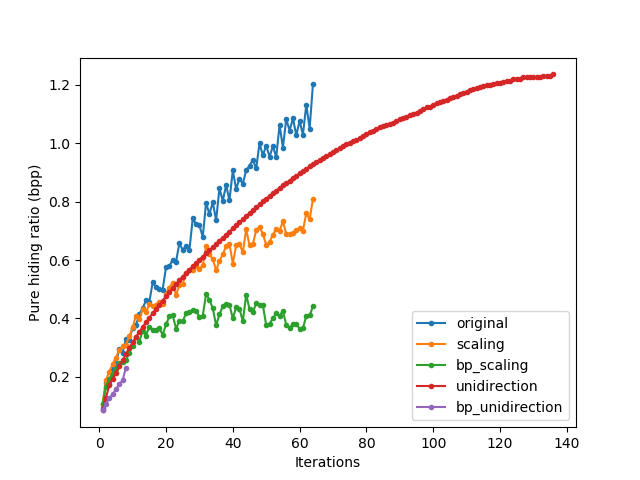 1.2
1.0
0.8
0.6
0.4
0.2
Pure hiding ratio (bpp)
original
scaling
bp_scaling
unidirection
bp_unidirection
0 20 40 60 80 100 120 140
Iterations